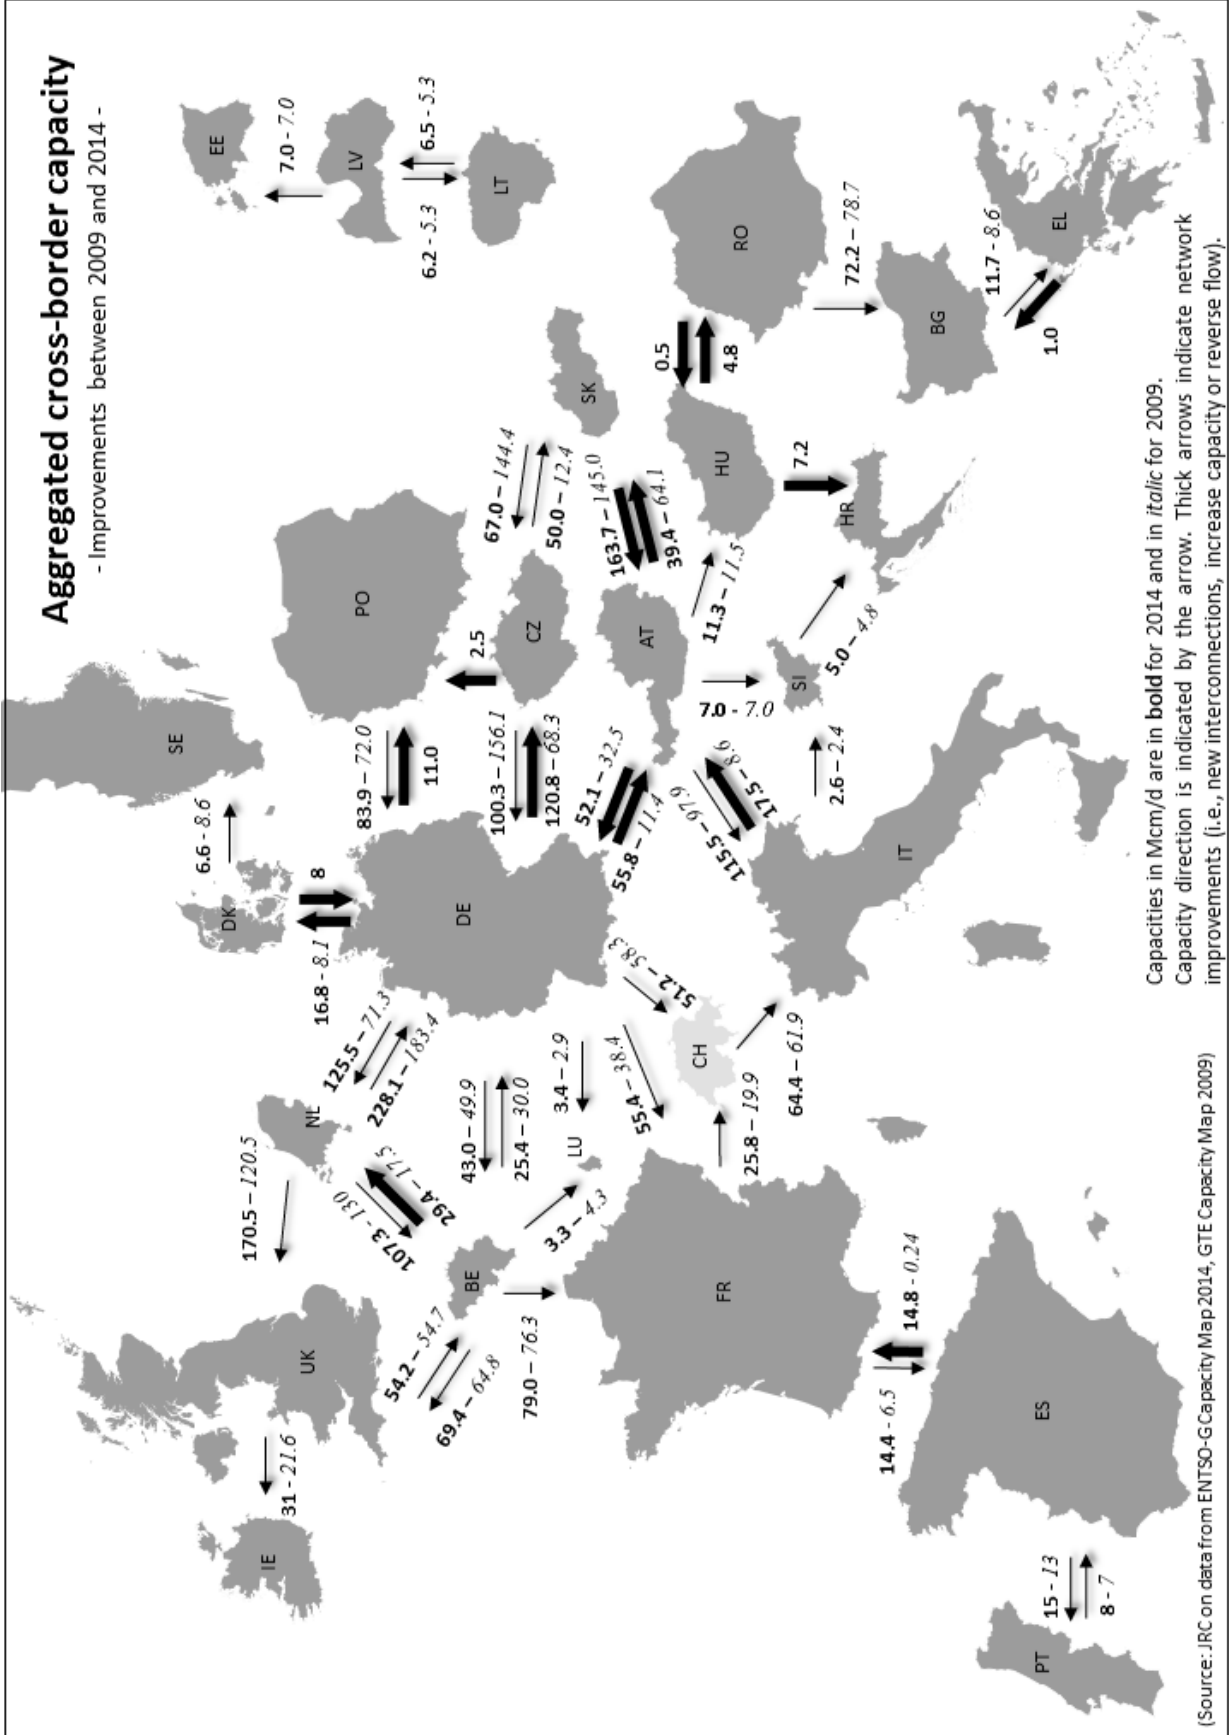 Aggregated cross-border capacity
- Improvements between 2009 and 2014 -
SE
EE
7.0 - 7.0
LV
6.2 - 5.3
6.5 - 5.3
LT
DK
6.6 - 8.6
16.8 - 8.1
8
IE
31 - 21.6
UK
170.5 – 120.5
NL
125.5 – 71.3
228.1 – 183.4
DE
83.9 – 72.0
11.0
PO
2.5
107.3 - 130
29.4 – 17.5
54.2 – 54.7
69.4 – 64.8
BE
43.0 – 49.9
25.4 – 30.0
100.3 – 156.1
120.8 – 68.3
CZ
67.0 – 144.4
50.0 – 12.4
SK
79.0 – 76.3
3.3 – 4.3
LU
3.4 – 2.9
55.4 – 38.4
51.2 – 58.3
52.1 – 32.5
55.8 – 11.4
AT
163.7 – 145.0
39.4 – 64.1
0.5
4.8
RO
FR
25.8 – 19.9
CH
64.4 – 61.9
115.5 – 97.9
17.5 – 8.6
7.0 - 7.0
11.3 – 11.5
HU
7.2
SI
2.6 – 2.4
5.0 – 4.8
HR
72.2 – 78.7
BG
IT
14.4 - 6.5
14.8 - 0.24
11.7 - 8.6
1.0
EL
PT
15 - 13
8 - 7
ES
Capacities in Mcm/d are in bold for 2014 and in italic for 2009.
Capacity direction is indicated by the arrow. Thick arrows indicate network
improvements (i.e., new interconnections, increase capacity or reverse flow).
(Source: JRC on data from ENTSO-G Capacity Map 2014, GTE Capacity Map 2009)